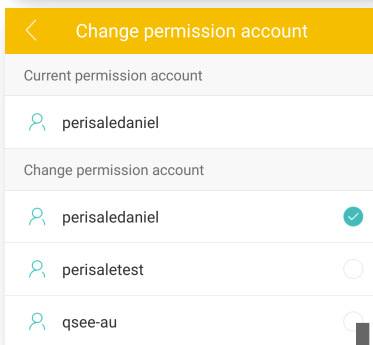 Change permission account
Current permission account
perisaledaniel
Change permission account
perisaledaniel
perisaletest
qsee-au